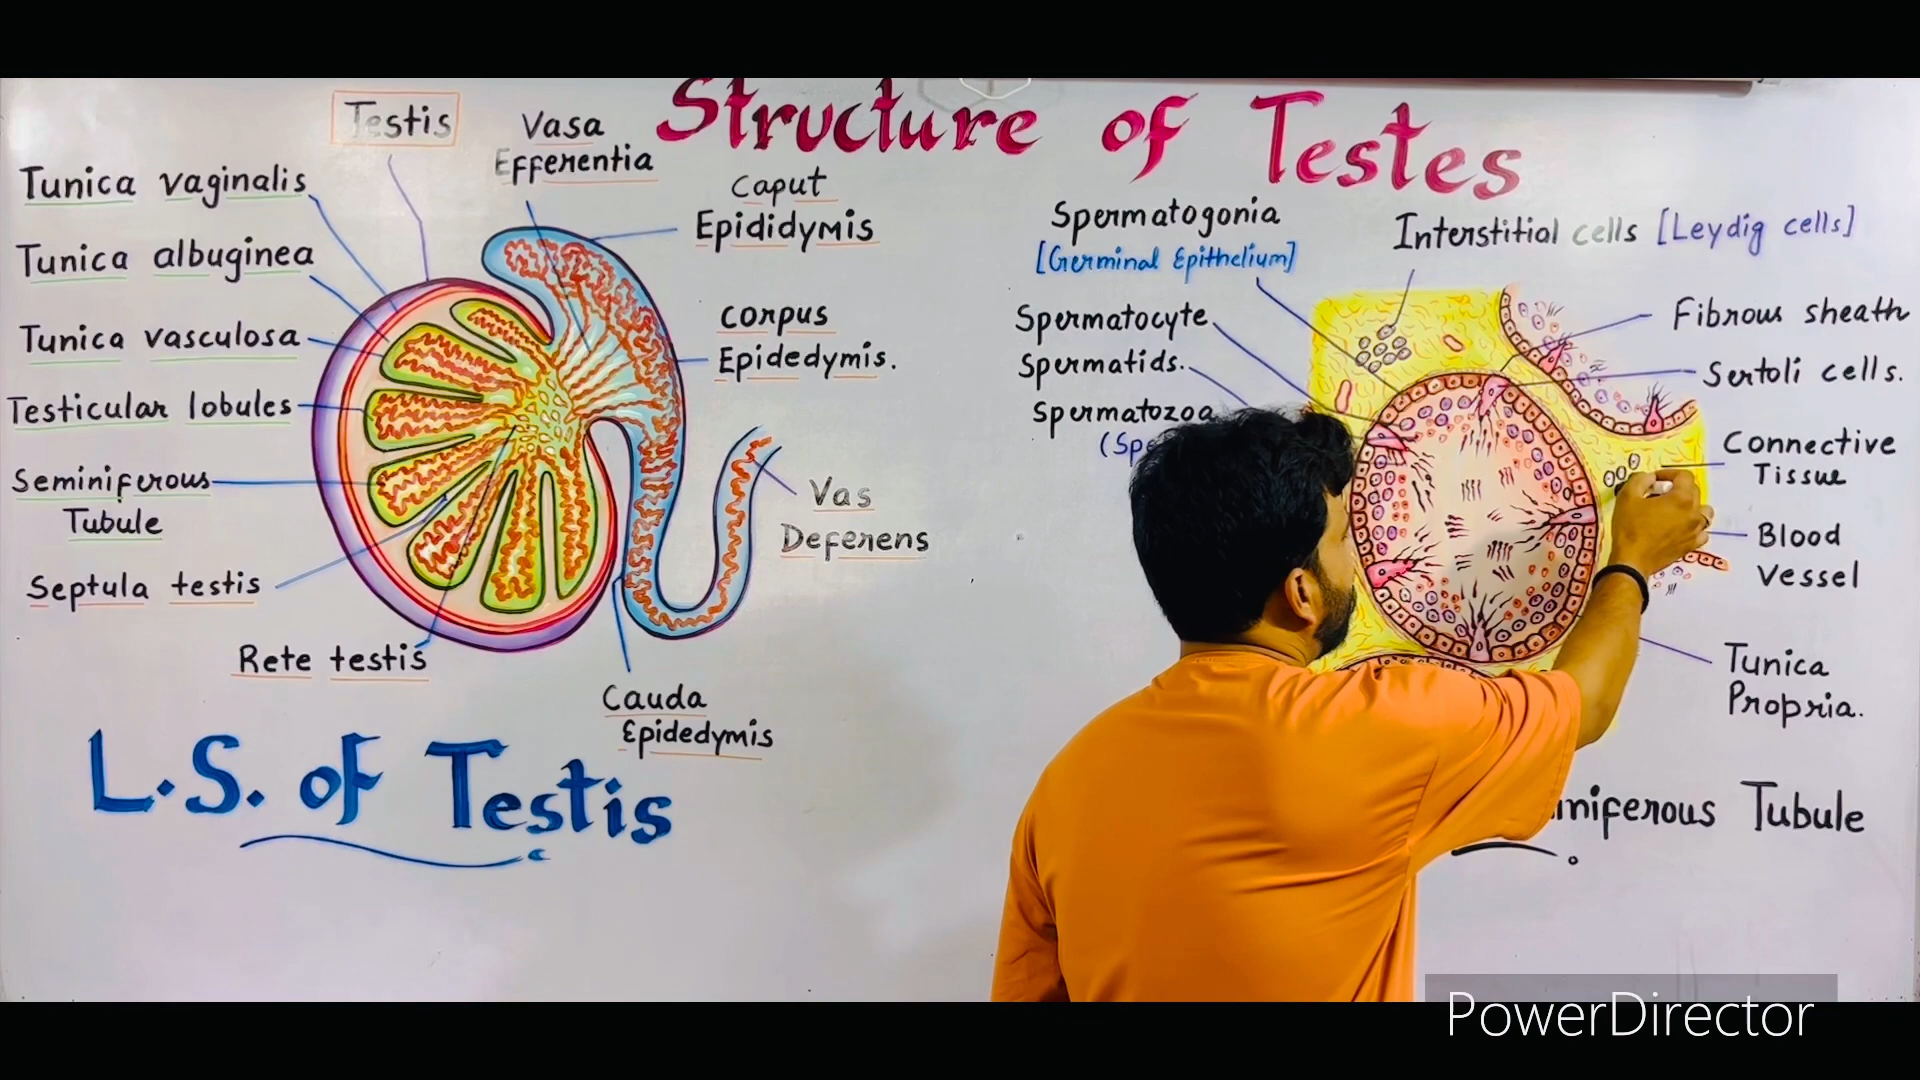 Structure of Testes
Testis
Vasa
Efferentia
Tunica vaginalis
Caput
Epididymis
Tunica albuginea
Tunica vasculosa
Corpus
Epidedymis.
Testicular lobules
Seminiferous
Tubule
Vas
Deferens
Septula testis
Rete testis
Cauda
Epidedymis
L.S. of Testis
Spermatogonia
[Germinal Epithelium]
Interstitial cells [Leydig cells]
Spermatocyte
Fibrous sheath
Spermatids.
Sertoli cells.
Spermatozoa
Connective
Tissue
Blood
Vessel
Tunica
Propria.
Tubule
PowerDirector